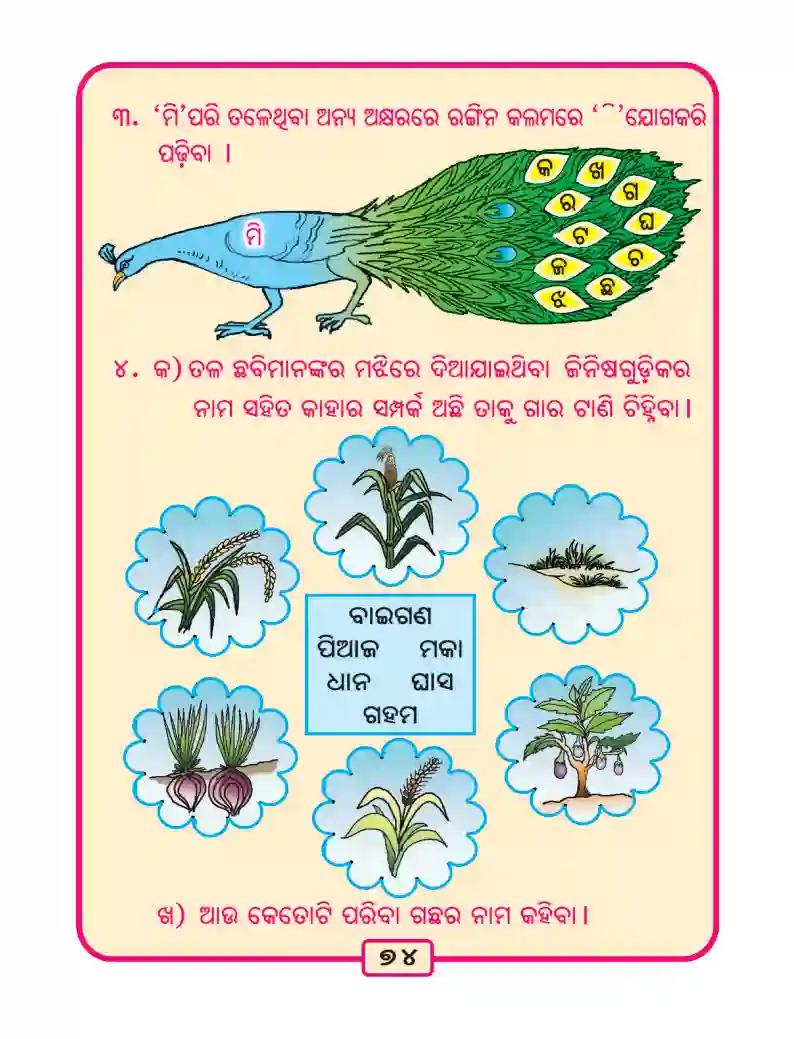 ୩. ‘ମି’ପରି ତଳେଥିବା ଅନ୍ୟ ଅକ୍ଷରରେ ରଙ୍ଗିନ କଲମରେ ‘ି’ଯୋଗକରି
ପଢ଼ିବା ।
ମି
କ ଖ
ର ଗ
ଟ ଘ
ଜ ଚ
ଝ ଛ
୪. କ) ତଳ ଛବିମାନଙ୍କର ମଝିରେ ଦିଆଯାଇଥିବା ଜିନିଷଗୁଡ଼ିକର
ନାମ ସହିତ କାହାର ସମ୍ପର୍କ ଅଛି ତାକୁ ଗାର ଟାଣି ଚିହ୍ନିବା।
ବାଇଗଣ
ପିଆଜ ମକା
ଧାନ ଘାସ
ଗହମ
ଖ) ଆଉ କେତୋଟି ପରିବା ଗଛର ନାମ କହିବା।
୭୪